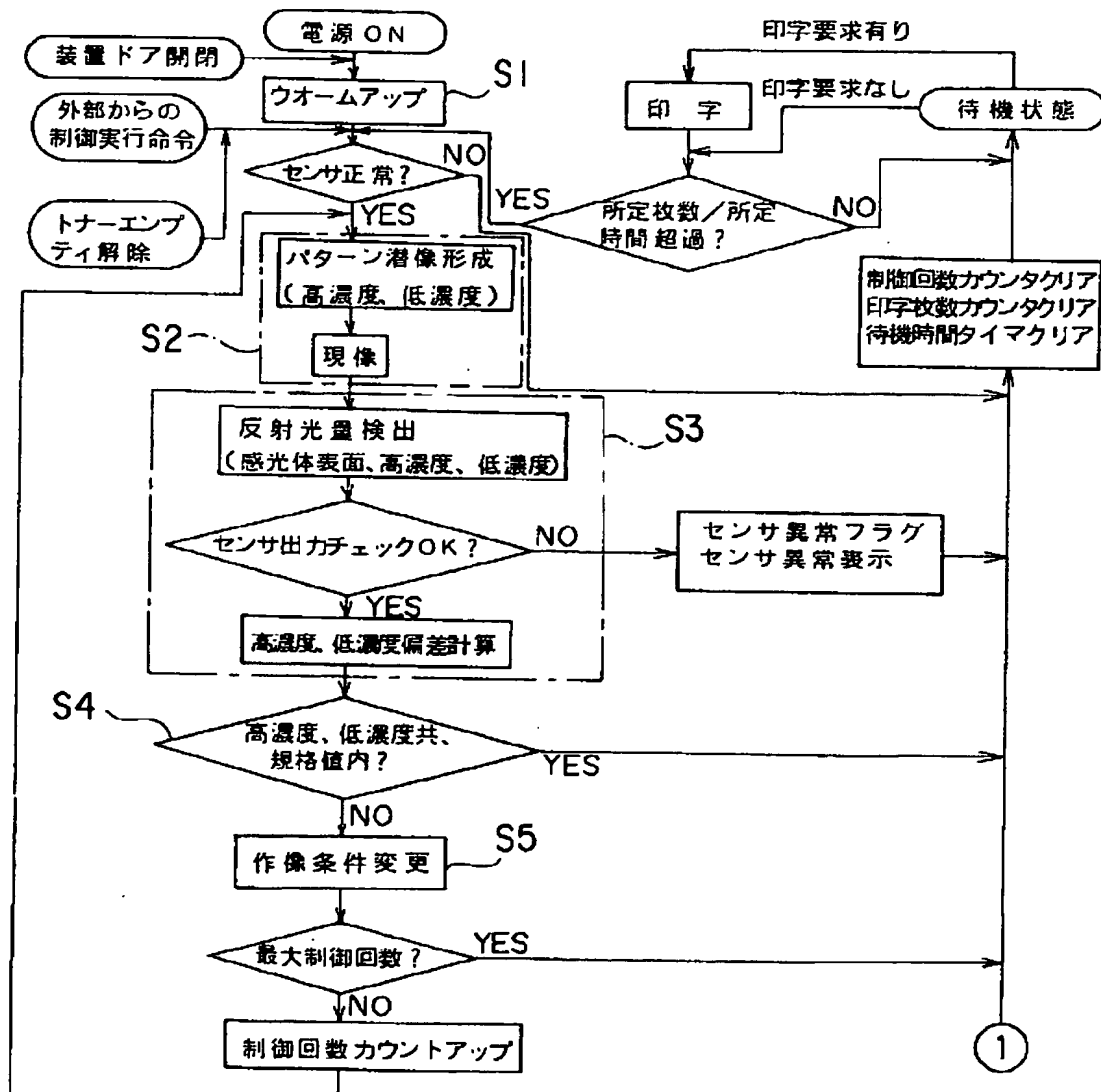 電源ON
装置ドア開閉
ウオームアップ
S1
外部からの
制御実行命令
センサ正常?
NO
YES
トナーエンプ
ティ解除
印字要求有り
印字要求なし
印字
待機状態
所定枚数/所定
時間超過?
YES
NO
制御回数カウンタクリア
印字枚数カウンタクリア
待機時間タイマクリア
パターン潜像形成
(高濃度、低濃度)
S2
現像
反射光量検出
(感光体表面、高濃度、低濃度)
S3
センサ出力チェックOK?
NO
YES
センサ異常フラグ
センサ異常表示
高濃度、低濃度偏差計算
S4
高濃度、低濃度共、
規格値内?
YES
NO
S5
作像条件変更
最大制御回数?
YES
NO
制御回数カウントアップ
1